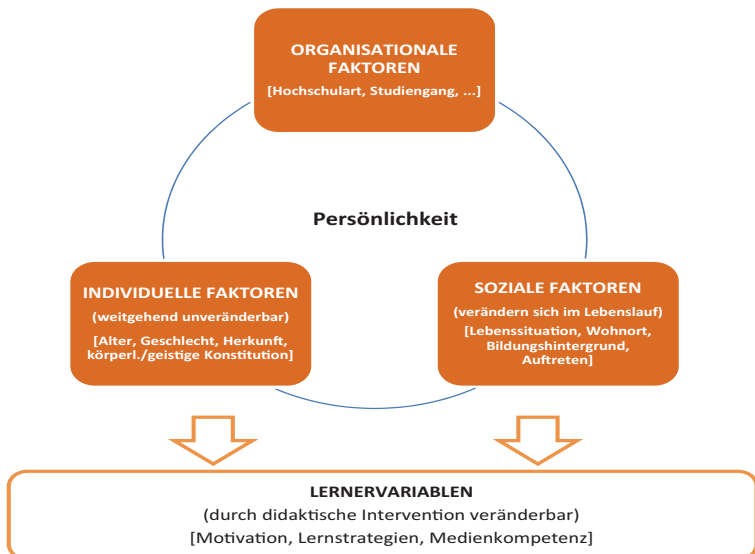 ORGANISATIONALE
FAKTOREN
[Hochschulart, Studiengang, ...]
Persönlichkeit
INDIVIDUELLE FAKTOREN
(weitgehend unveränderbar)
[Alter, Geschlecht, Herkunft,
körperl./geistige Konstitution]
SOZIALE FAKTOREN
(verändern sich im Lebenslauf)
[Lebenssituation, Wohnort,
Bildungshintergrund,
Auftreten]
LERNERVARIABLEN
(durch didaktische Intervention veränderbar)
[Motivation, Lernstrategien, Medienkompetenz]